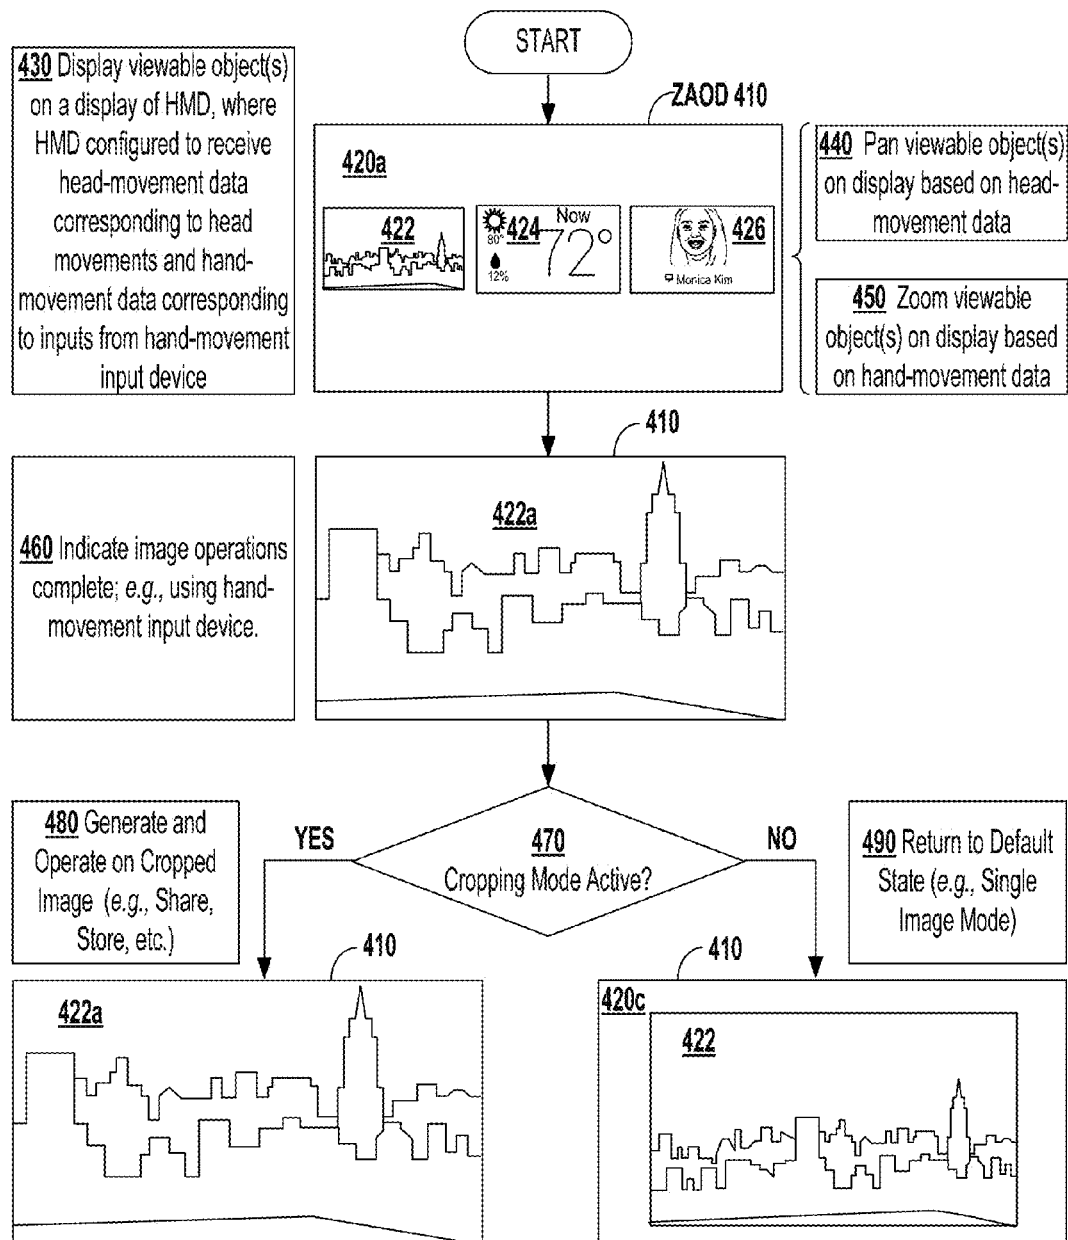 START
430 Display viewable object(s)
on a display of HMD, where
HMD configured to receive
head-movement data
corresponding to head
movements and hand-
movement data corresponding
to inputs from hand-movement
input device
ZAOD 410
420a
422
80°
12%
424
Now
72°
426
Monica Kim
440 Pan viewable object(s)
on display based on head-
movement data
450 Zoom viewable
object(s) on display based
on hand-movement data
460 Indicate image operations
complete; e.g., using hand-
movement input device.
410
422a
470
Cropping Mode Active?
YES
NO
480 Generate and
Operate on Cropped
Image (e.g., Share,
Store, etc.)
490 Return to Default
State (e.g., Single
Image Mode)
410
422a
410
420c
422